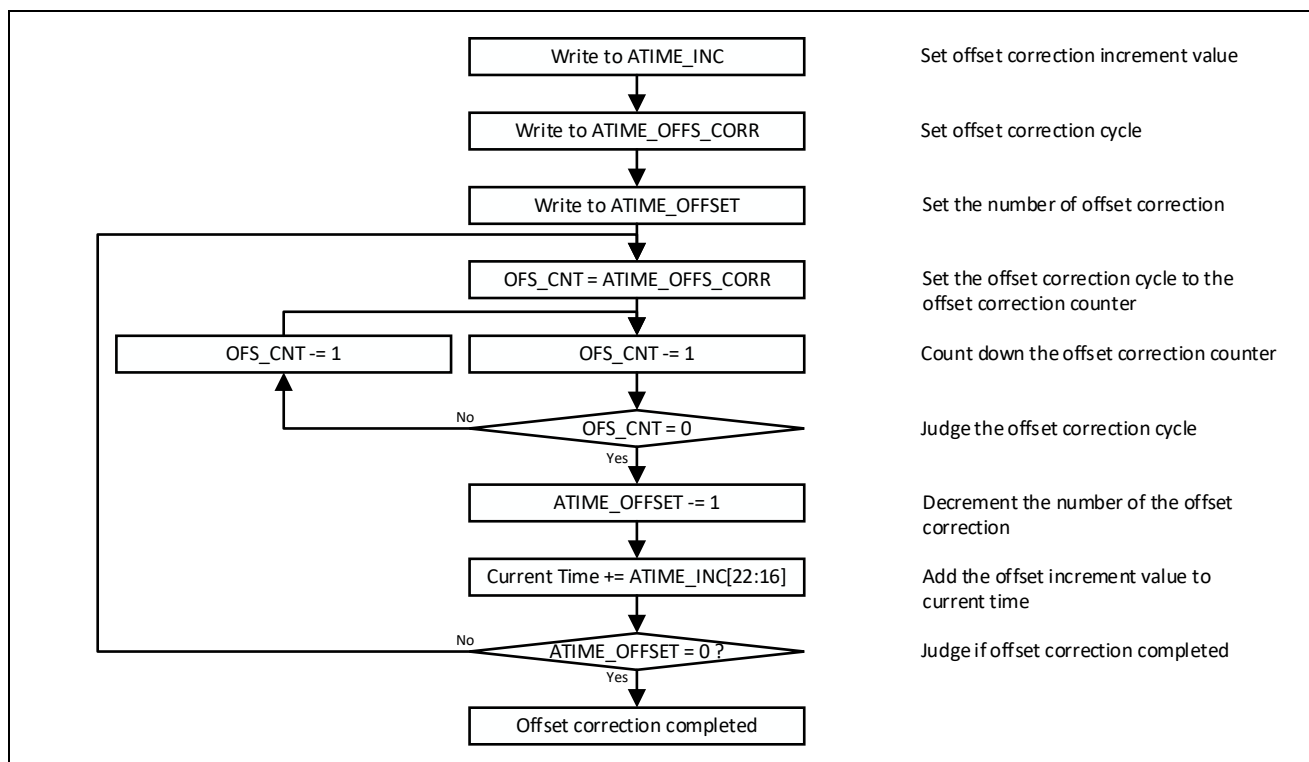 Write to ATIME_INC
Set offset correction increment value
Write to ATIME_OFFS_CORR
Set offset correction cycle
Write to ATIME_OFFSET
Set the number of offset correction
OFS_CNT = ATIME_OFFS_CORR
Set the offset correction cycle to the
offset correction counter
OFS_CNT -= 1
OFS_CNT -= 1
Count down the offset correction counter
No
OFS_CNT = 0
Judge the offset correction cycle
Yes
ATIME_OFFSET -= 1
Decrement the number of the offset
correction
Current Time += ATIME_INC[22:16]
Add the offset increment value to
current time
No
ATIME_OFFSET = 0 ?
Judge if offset correction completed
Yes
Offset correction completed